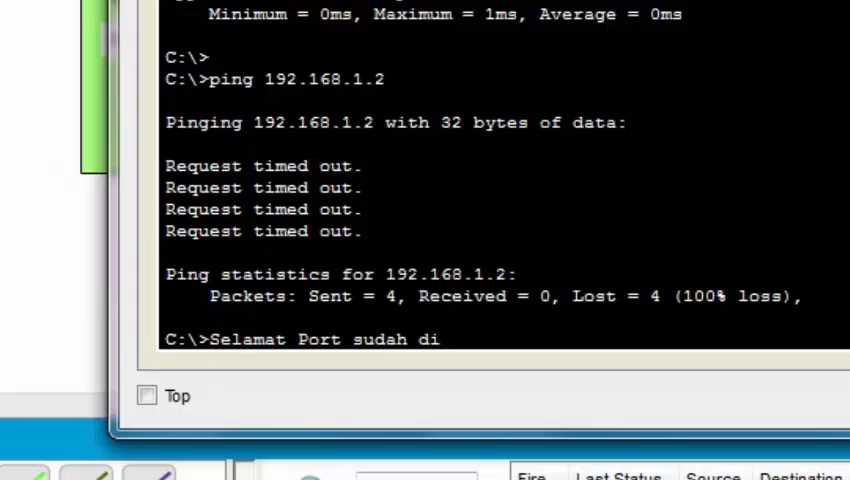 Minimum = 0ms, Maximum = 1ms, Average = 0ms
C:\>
C:\>ping 192.168.1.2
Pinging 192.168.1.2 with 32 bytes of data:
Request timed out.
Request timed out.
Request timed out.
Request timed out.
Ping statistics for 192.168.1.2:
Packets: Sent = 4, Received = 0, Lost = 4 (100% loss),
C:\>Selamat Port sudah di
Top
Fire Last Status Source Destination